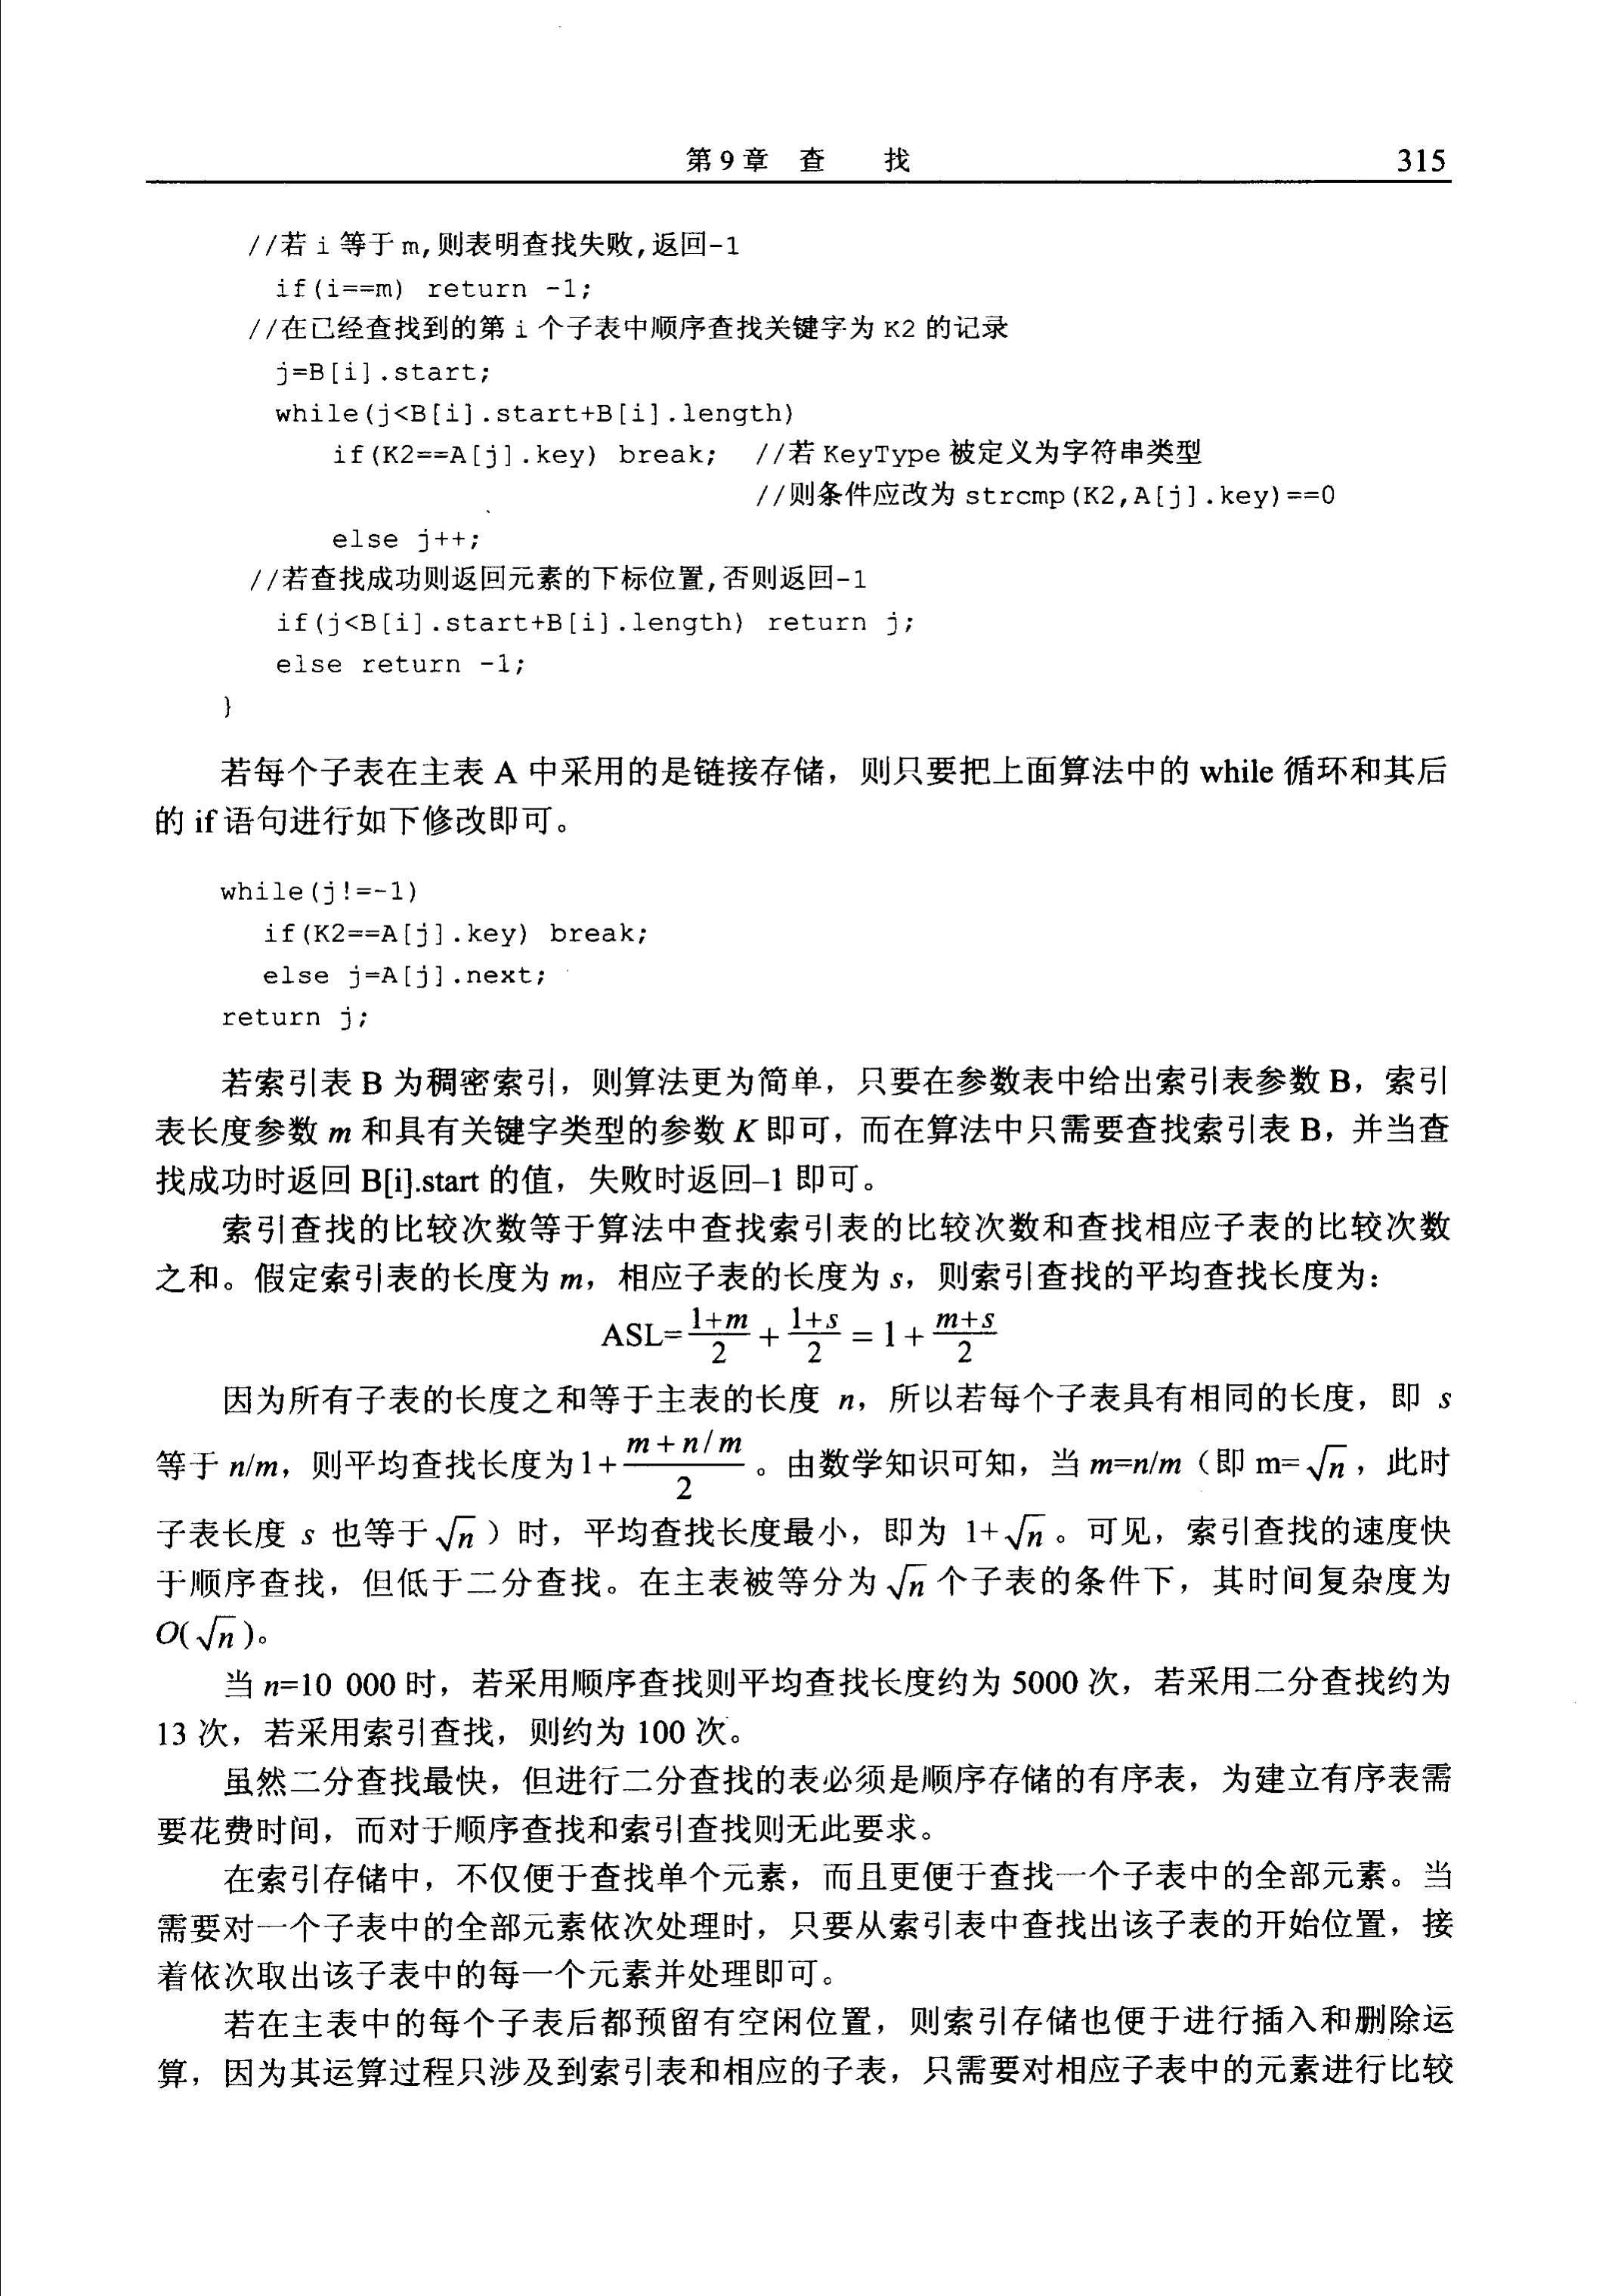 第9章 查 找 315
//若 i 等于 m,则表明查找失败,返回-1
if(i==m) return -1;
//在已经查找到的第 i 个子表中顺序查找关键字为 K2 的记录
j=B[i].start;
while(j<B[i].start+B[i].length)
if(K2==A[j].key) break; //若 KeyType 被定义为字符串类型
//则条件应改为 strcmp(K2,A[j].key)==0
else j++;
//若查找成功则返回元素的下标位置,否则返回-1
if(j<B[i].start+B[i].length) return j;
else return -1;
}
若每个子表在主表 A 中采用的是链接存储，则只要把上面算法中的 while 循环和其后
的 if 语句进行如下修改即可。
while(j!=-1)
if(K2==A[j].key) break;
else j=A[j].next;
return j;
若索引表 B 为稠密索引，则算法更为简单，只要在参数表中给出索引表参数 B，索引
表长度参数 m 和具有关键字类型的参数 K 即可，而在算法中只需要查找索引表 B，并当查
找成功时返回 B[i].start 的值，失败时返回–1 即可。
索引查找的比较次数等于算法中查找索引表的比较次数和查找相应子表的比较次数
之和。假定索引表的长度为 m，相应子表的长度为 s，则索引查找的平均查找长度为：
ASL=\frac{1+m}{2}+\frac{1+s}{2}=1+\frac{m+s}{2}
因为所有子表的长度之和等于主表的长度 n，所以若每个子表具有相同的长度，即 s
等于 n/m，则平均查找长度为1+\frac{m+n/m}{2}。由数学知识可知，当 m=n/m（即 m=√n，此时
子表长度 s 也等于√n）时，平均查找长度最小，即为 1+√n。可见，索引查找的速度快
于顺序查找，但低于二分查找。在主表被等分为√n个子表的条件下，其时间复杂度为
O(√n)。
当 n=10 000 时，若采用顺序查找则平均查找长度约为 5000 次，若采用二分查找约为
13 次，若采用索引查找，则约为 100 次。
虽然二分查找最快，但进行二分查找的表必须是顺序存储的有序表，为建立有序表需
要花费时间，而对于顺序查找和索引查找则无此要求。
在索引存储中，不仅便于查找单个元素，而且更便于查找一个子表中的全部元素。当
需要对一个子表中的全部元素依次处理时，只要从索引表中查找出该子表的开始位置，接
着依次取出该子表中的每一个元素并处理即可。
若在主表中的每个子表后都预留有空闲位置，则索引存储也便于进行插入和删除运
算，因为其运算过程只涉及到索引表和相应的子表，只需要对相应子表中的元素进行比较